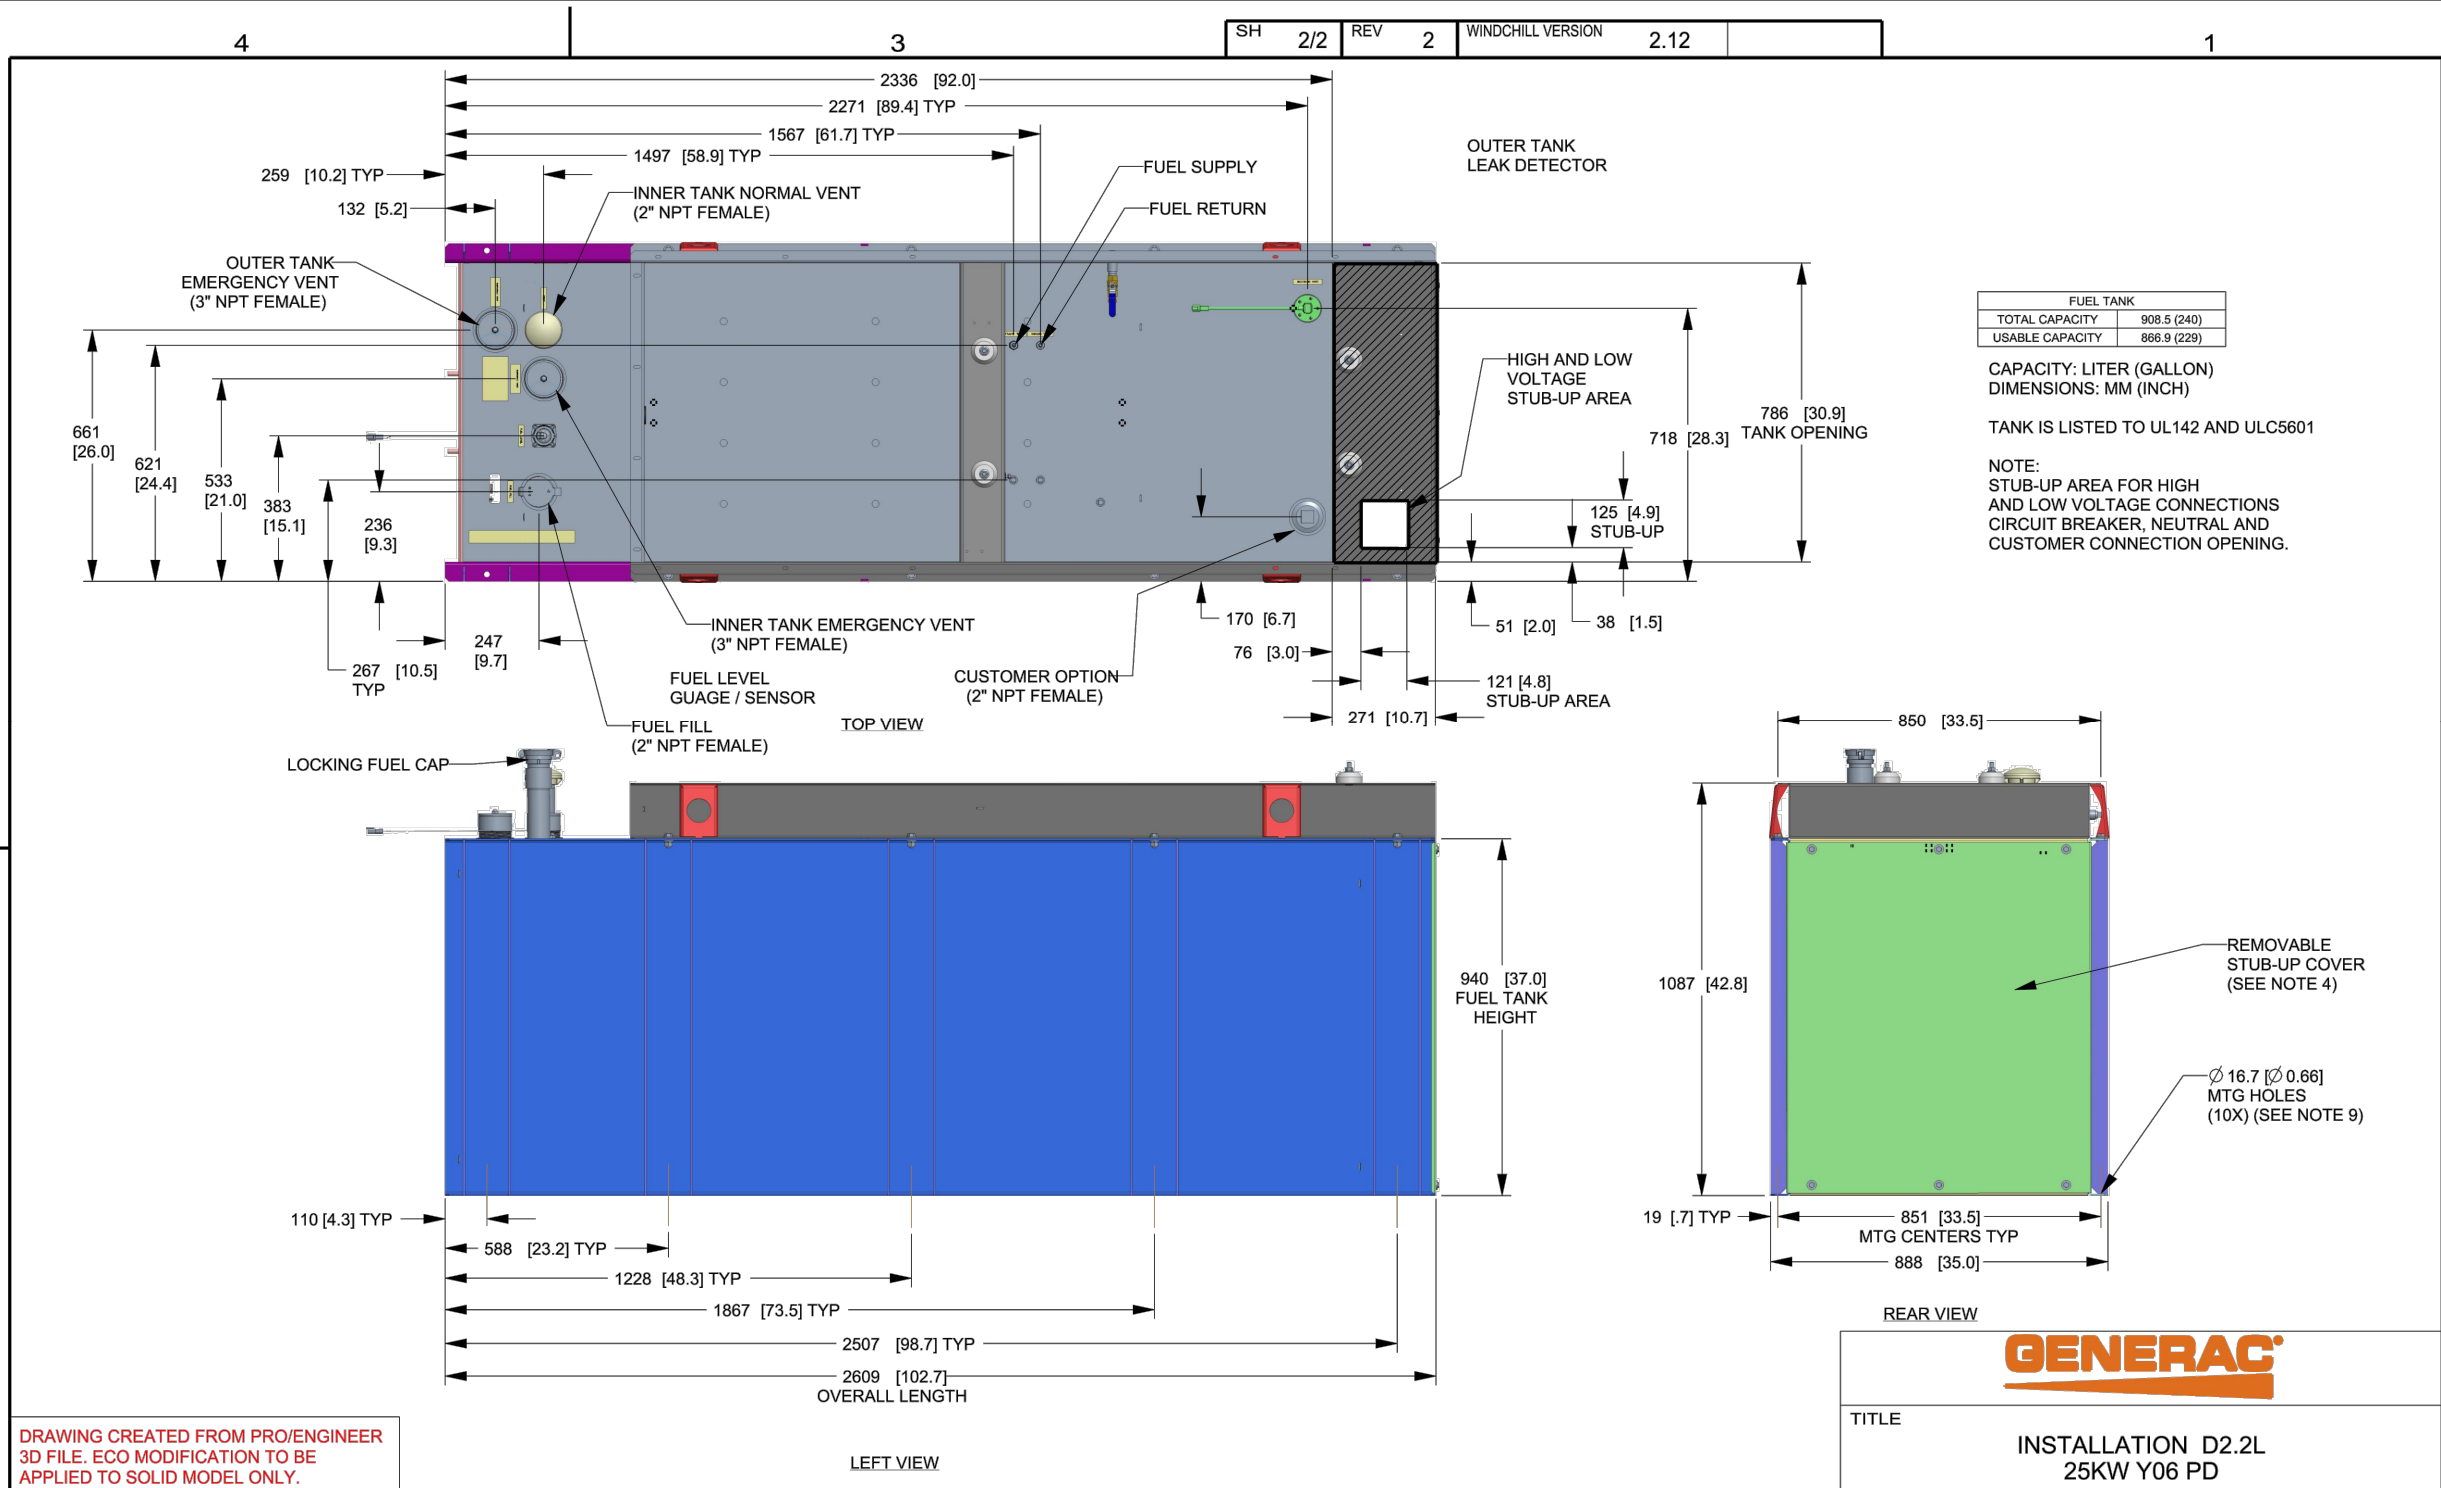 4
3
SH 2/2
REV 2
WINDCHILL VERSION 2.12
1
2336 [92.0]
2271 [89.4] TYP
1567 [61.7] TYP
1497 [58.9] TYP
259 [10.2] TYP
132 [5.2]
INNER TANK NORMAL VENT
(2" NPT FEMALE)
FUEL SUPPLY
FUEL RETURN
OUTER TANK
LEAK DETECTOR
OUTER TANK
EMERGENCY VENT
(3" NPT FEMALE)
661
[26.0]
621
[24.4]
533
[21.0]
383
[15.1]
236
[9.3]
267 [10.5]
TYP
247
[9.7]
HIGH AND LOW
VOLTAGE
STUB-UP AREA
718 [28.3]
786 [30.9]
TANK OPENING
125 [4.9]
STUB-UP
170 [6.7]
51 [2.0]
38 [1.5]
76 [3.0]
121 [4.8]
STUB-UP AREA
271 [10.7]
INNER TANK EMERGENCY VENT
(3" NPT FEMALE)
FUEL LEVEL
GUAGE / SENSOR
CUSTOMER OPTION
(2" NPT FEMALE)
FUEL FILL
(2" NPT FEMALE)
TOP VIEW
FUEL TANK
TOTAL CAPACITY 908.5 (240)
USABLE CAPACITY 866.9 (229)
CAPACITY: LITER (GALLON)
DIMENSIONS: MM (INCH)
TANK IS LISTED TO UL142 AND ULC5601
NOTE:
STUB-UP AREA FOR HIGH
AND LOW VOLTAGE CONNECTIONS
CIRCUIT BREAKER, NEUTRAL AND
CUSTOMER CONNECTION OPENING.
LOCKING FUEL CAP
940 [37.0]
FUEL TANK
HEIGHT
110 [4.3] TYP
588 [23.2] TYP
1228 [48.3] TYP
1867 [73.5] TYP
2507 [98.7] TYP
2609 [102.7]
OVERALL LENGTH
LEFT VIEW
850 [33.5]
1087 [42.8]
REMOVABLE
STUB-UP COVER
(SEE NOTE 4)
Ø 16.7 [Ø 0.66]
MTG HOLES
(10X) (SEE NOTE 9)
19 [.7] TYP
851 [33.5]
MTG CENTERS TYP
888 [35.0]
REAR VIEW
GENERAC
TITLE
INSTALLATION D2.2L
25KW Y06 PD
DRAWING CREATED FROM PRO/ENGINEER
3D FILE. ECO MODIFICATION TO BE
APPLIED TO SOLID MODEL ONLY.